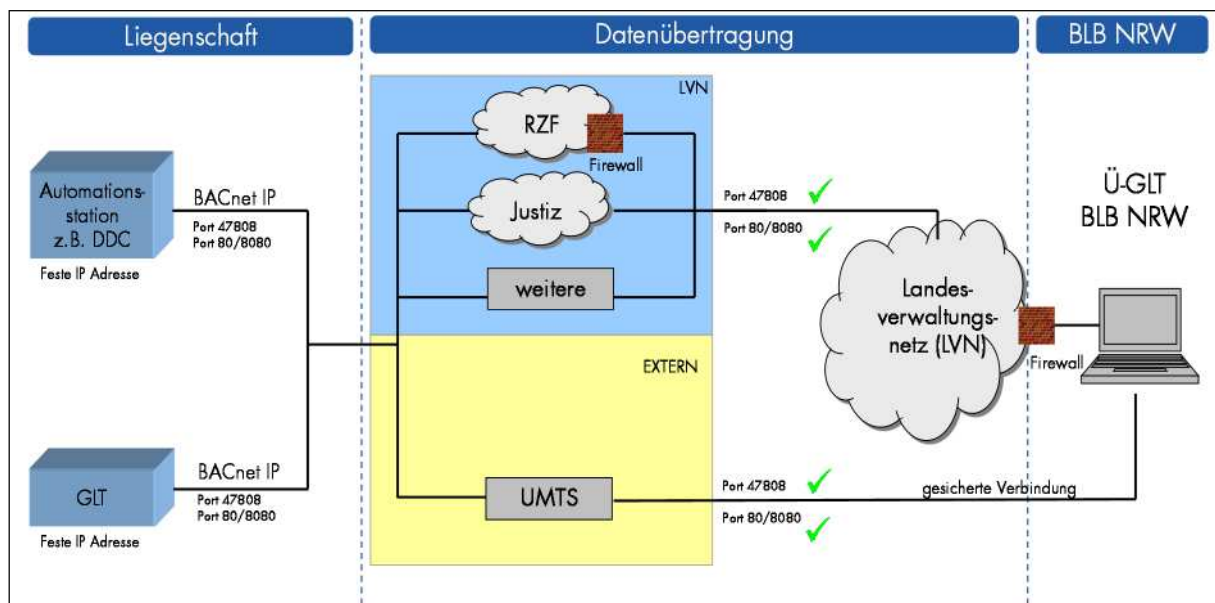 Liegenschaft
Datenübertragung
BLB NRW
LVN
RZF
Firewall
Automations-
station
z.B. DDC
BACnet IP
Port 47808
Port 80/8080
Feste IP Adresse
Justiz
Port 47808
Port 80/8080
weitere
Landes-
verwaltungs-
netz (LVN)
Firewall
Ü-GLT
BLB NRW
EXTERN
GLT
BACnet IP
Port 47808
Port 80/8080
Feste IP Adresse
UMTS
Port 47808
Port 80/8080
gesicherte Verbindung